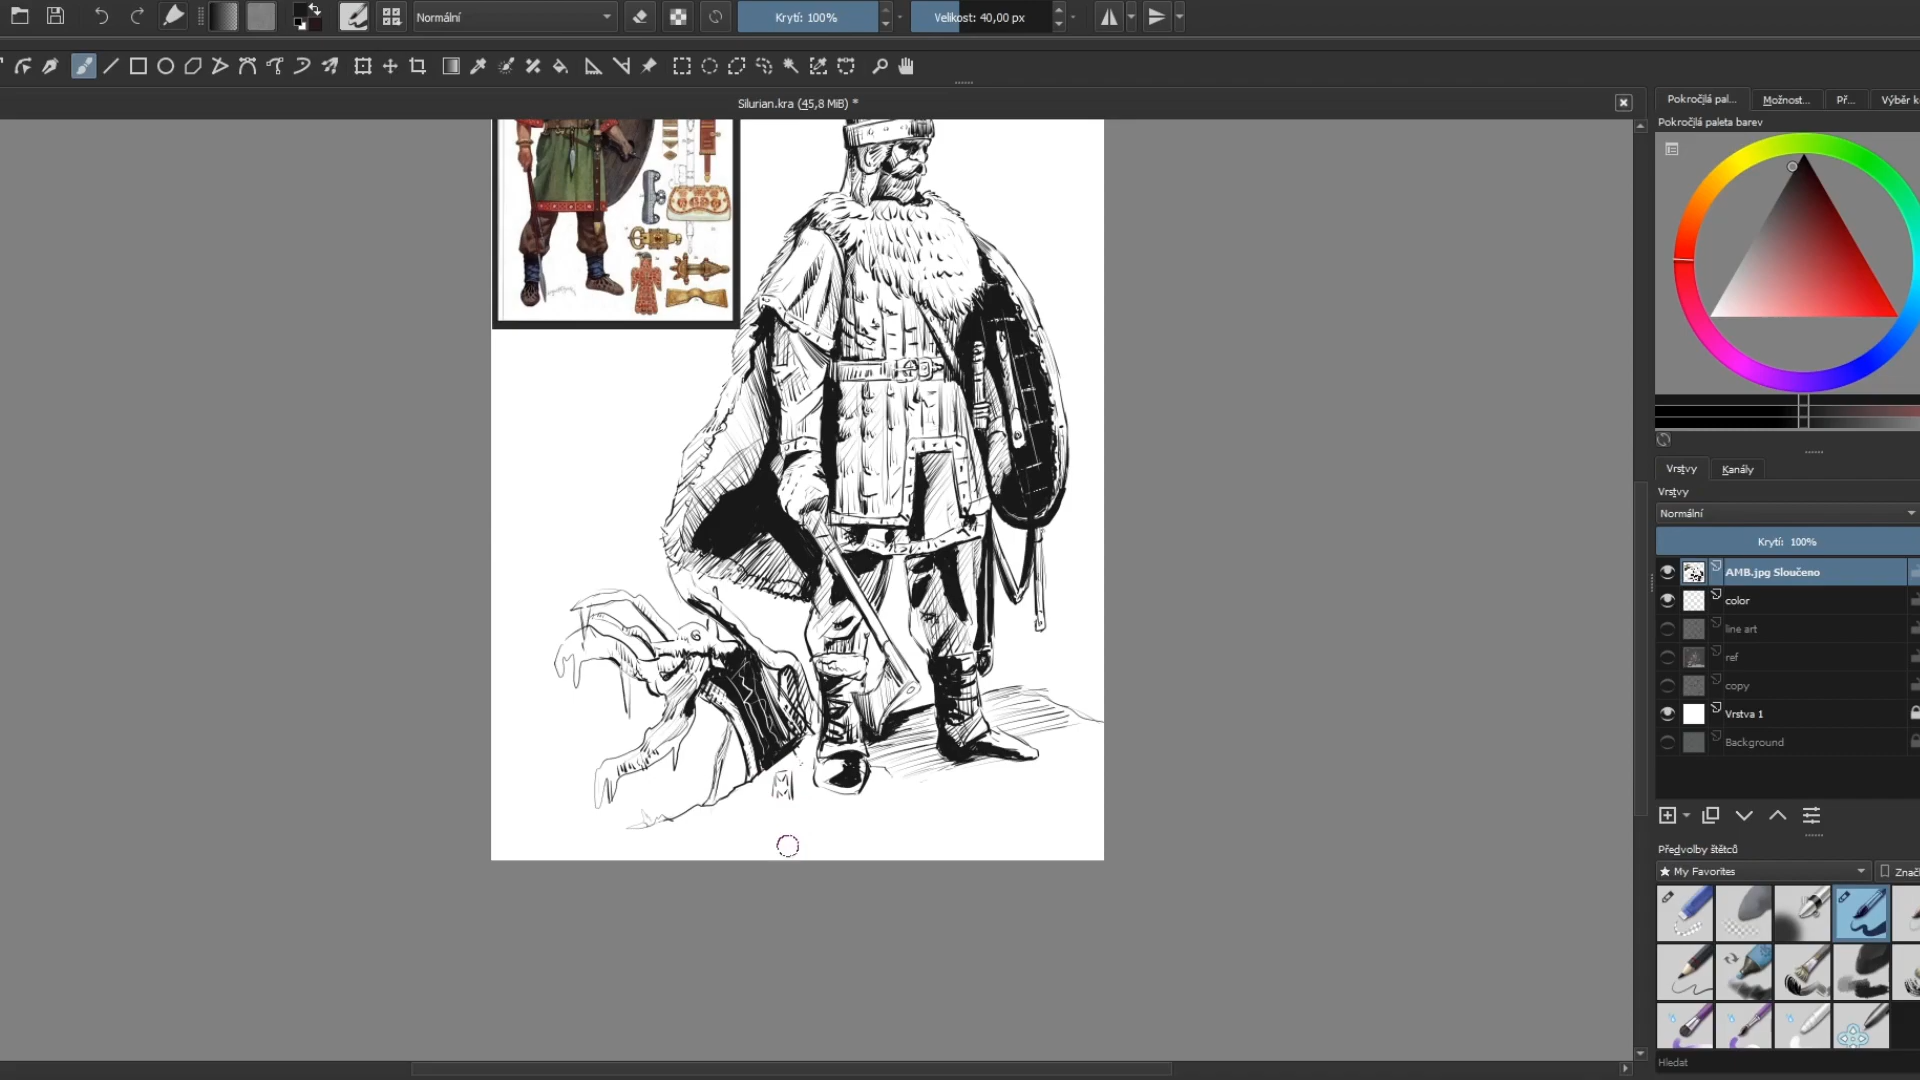 Normální
Krytí: 100%
Velikost: 40,00 px
Silurian.kra (45,8 MiB) *
Pokročilá pal...
Možnost...
Př...
Výběr k
Pokročilá paleta barev
Vrstvy
Kanály
Vrstvy
Normální
Krytí: 100%
AMB.jpg Sloučeno
color
line art
ref
copy
Vrstva 1
Background
Předvolby štětců
My Favorites
Znač
Hledat